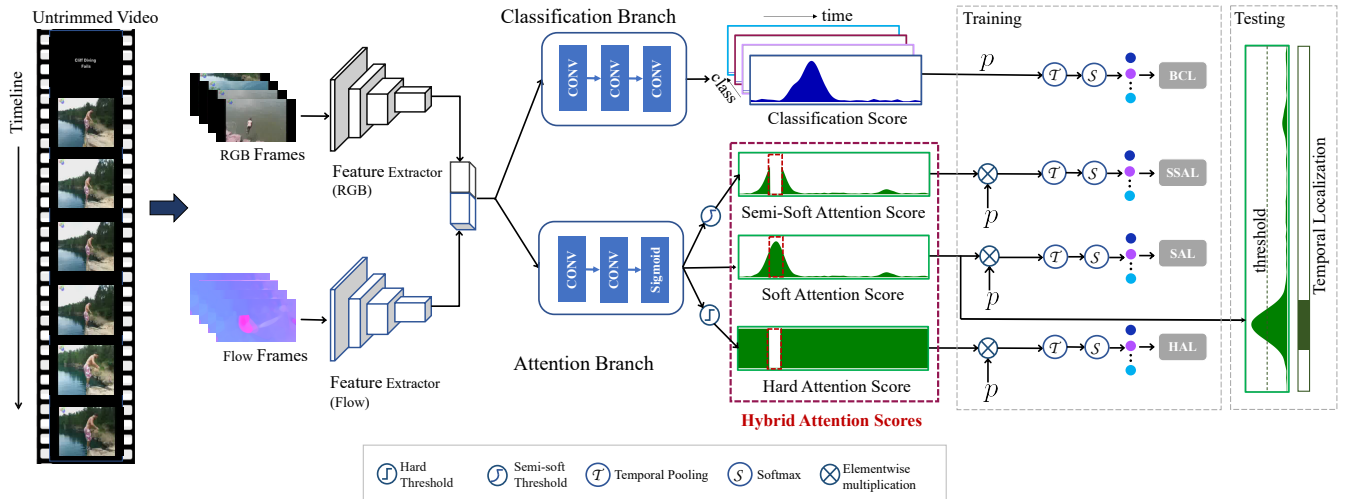 Untrimmed Video
Timeline
Cliff Diving
Fails
RGB Frames
Flow Frames
Feature Extractor
(RGB)
Feature Extractor
(Flow)
Classification Branch
CONV
CONV
CONV
Attention Branch
CONV
CONV
Sigmoid
time
class
Classification Score
Semi-Soft Attention Score
Soft Attention Score
Hard Attention Score
Hybrid Attention Scores
Training
p
T
S
BCL
p
T
S
SSAL
p
T
S
SAL
p
T
S
HAL
Testing
threshold
Temporal Localization
Hard
Threshold
Semi-soft
Threshold
T
Temporal Pooling
S
Softmax
Elementwise
multiplication